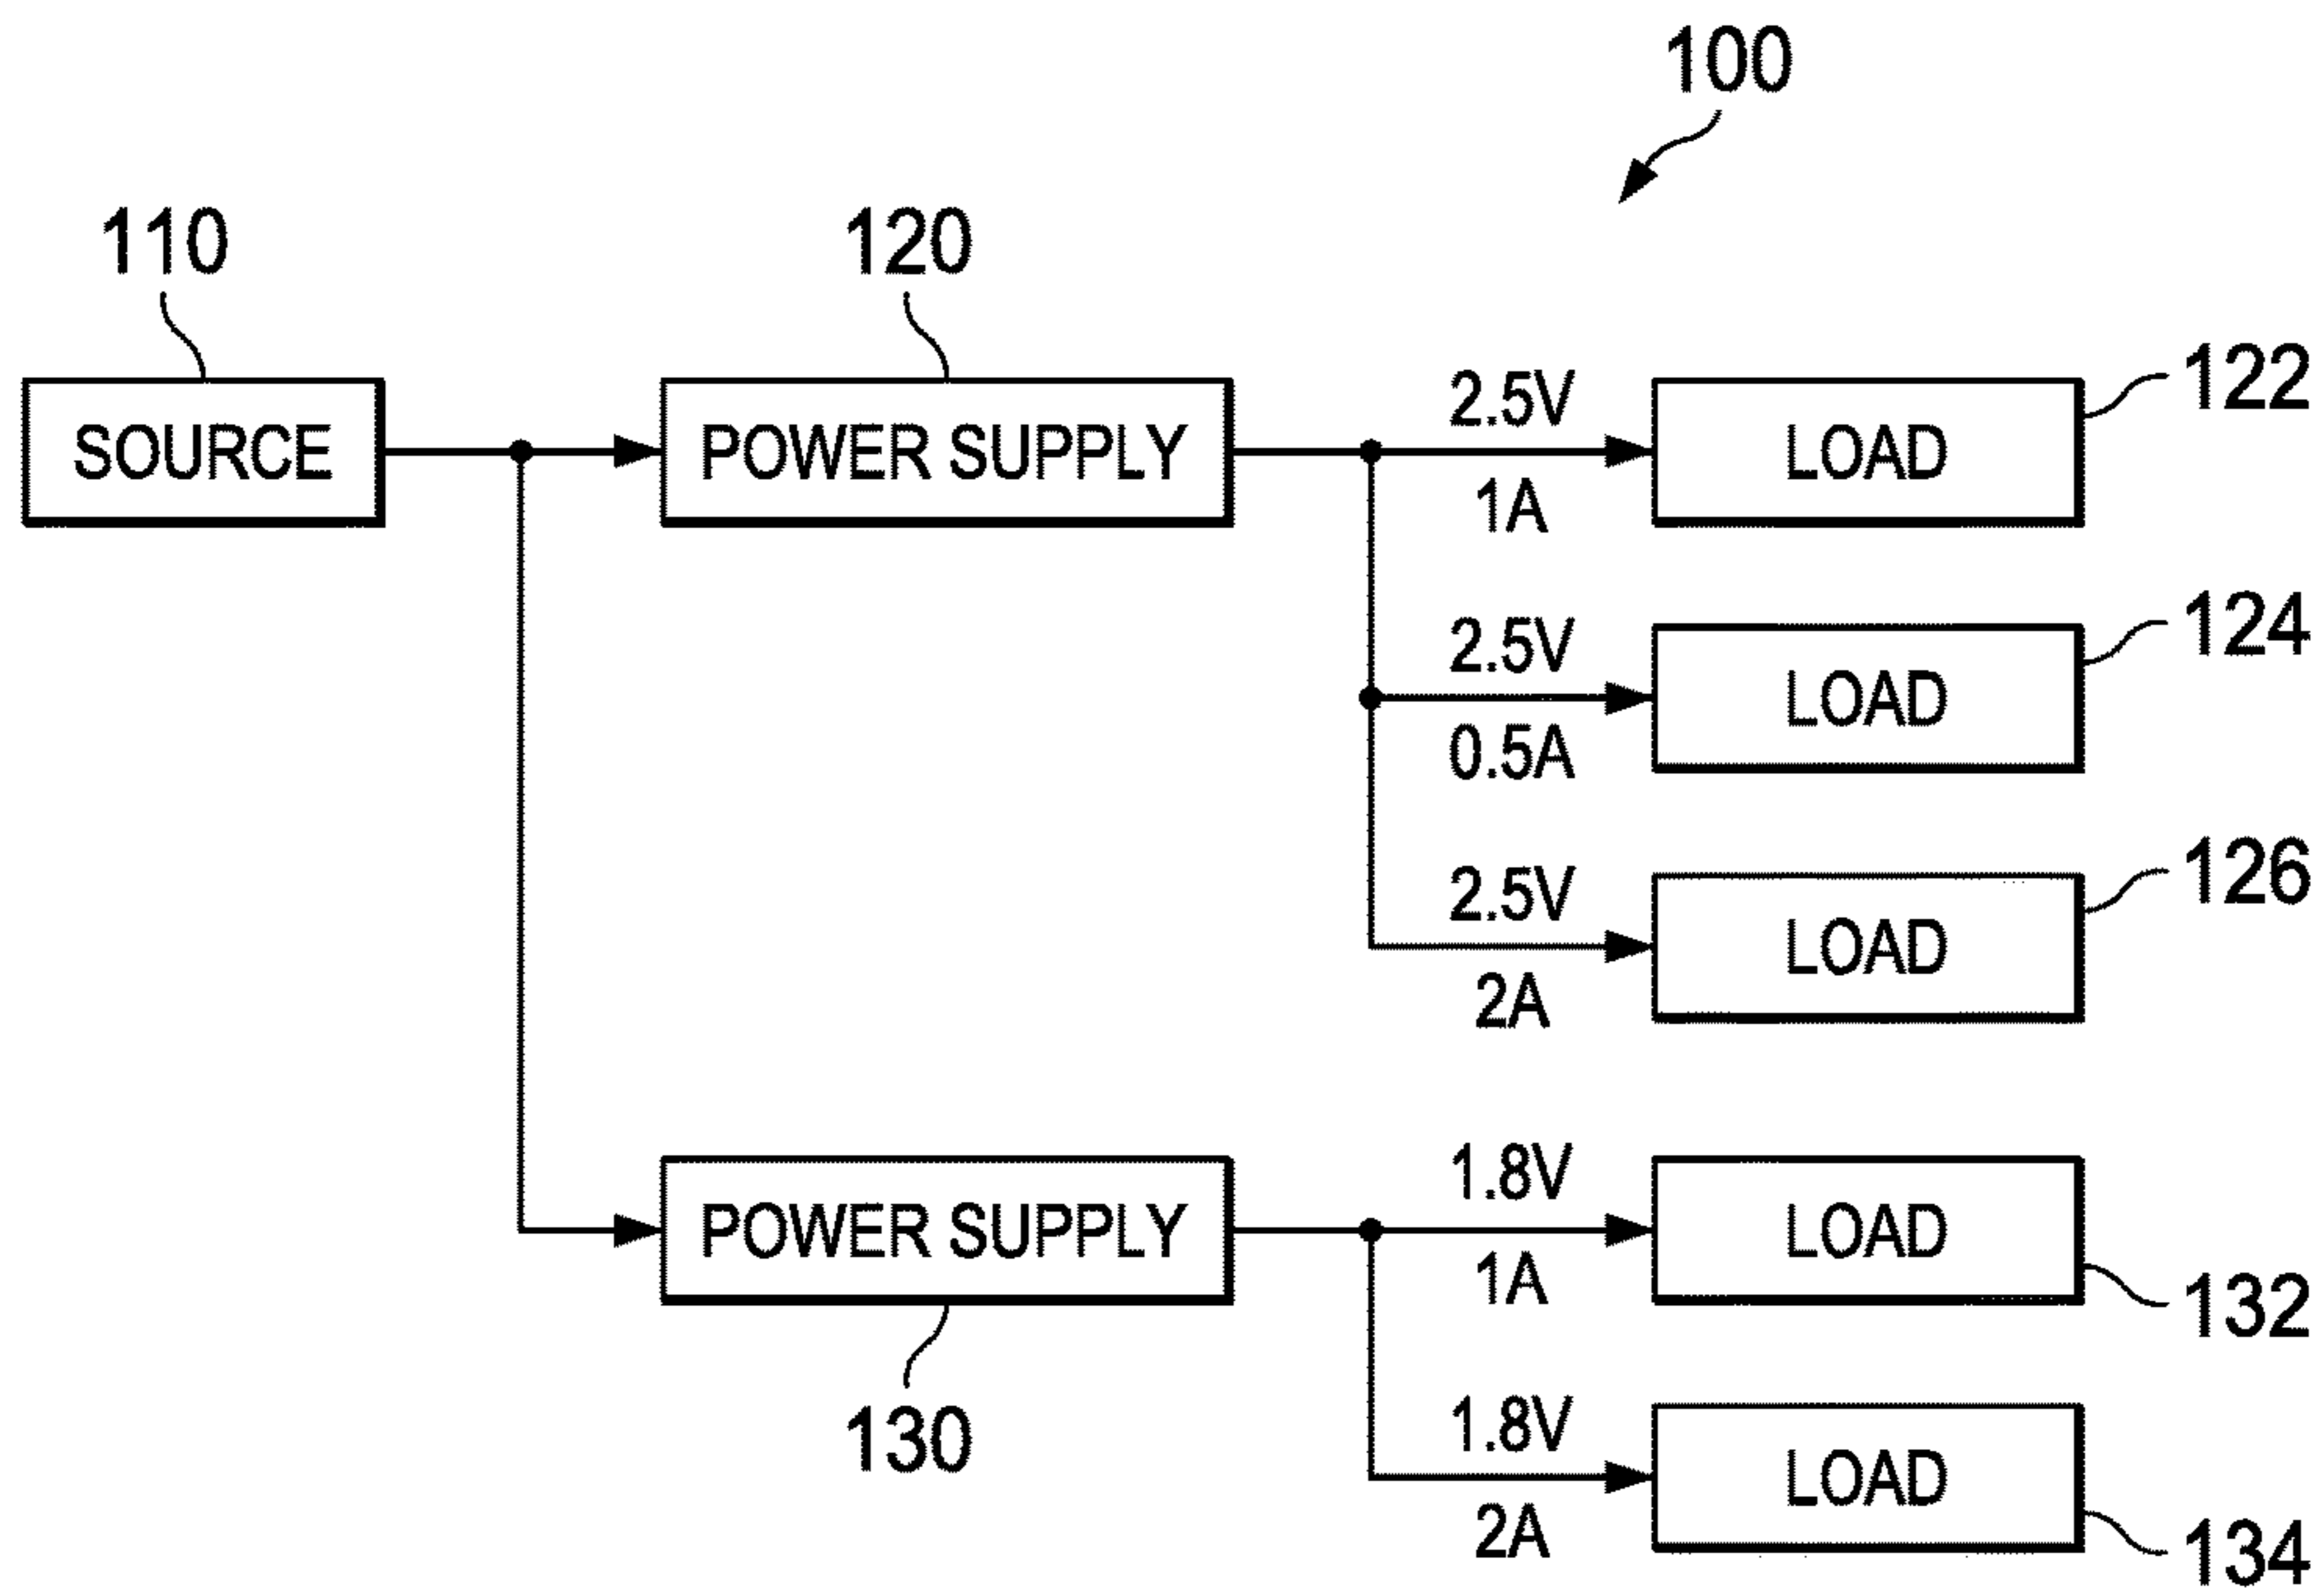 100
110
120
SOURCE
POWER SUPPLY
2.5V
1A
LOAD
122
2.5V
0.5A
LOAD
124
2.5V
2A
LOAD
126
POWER SUPPLY
130
1.8V
1A
LOAD
132
1.8V
2A
LOAD
134